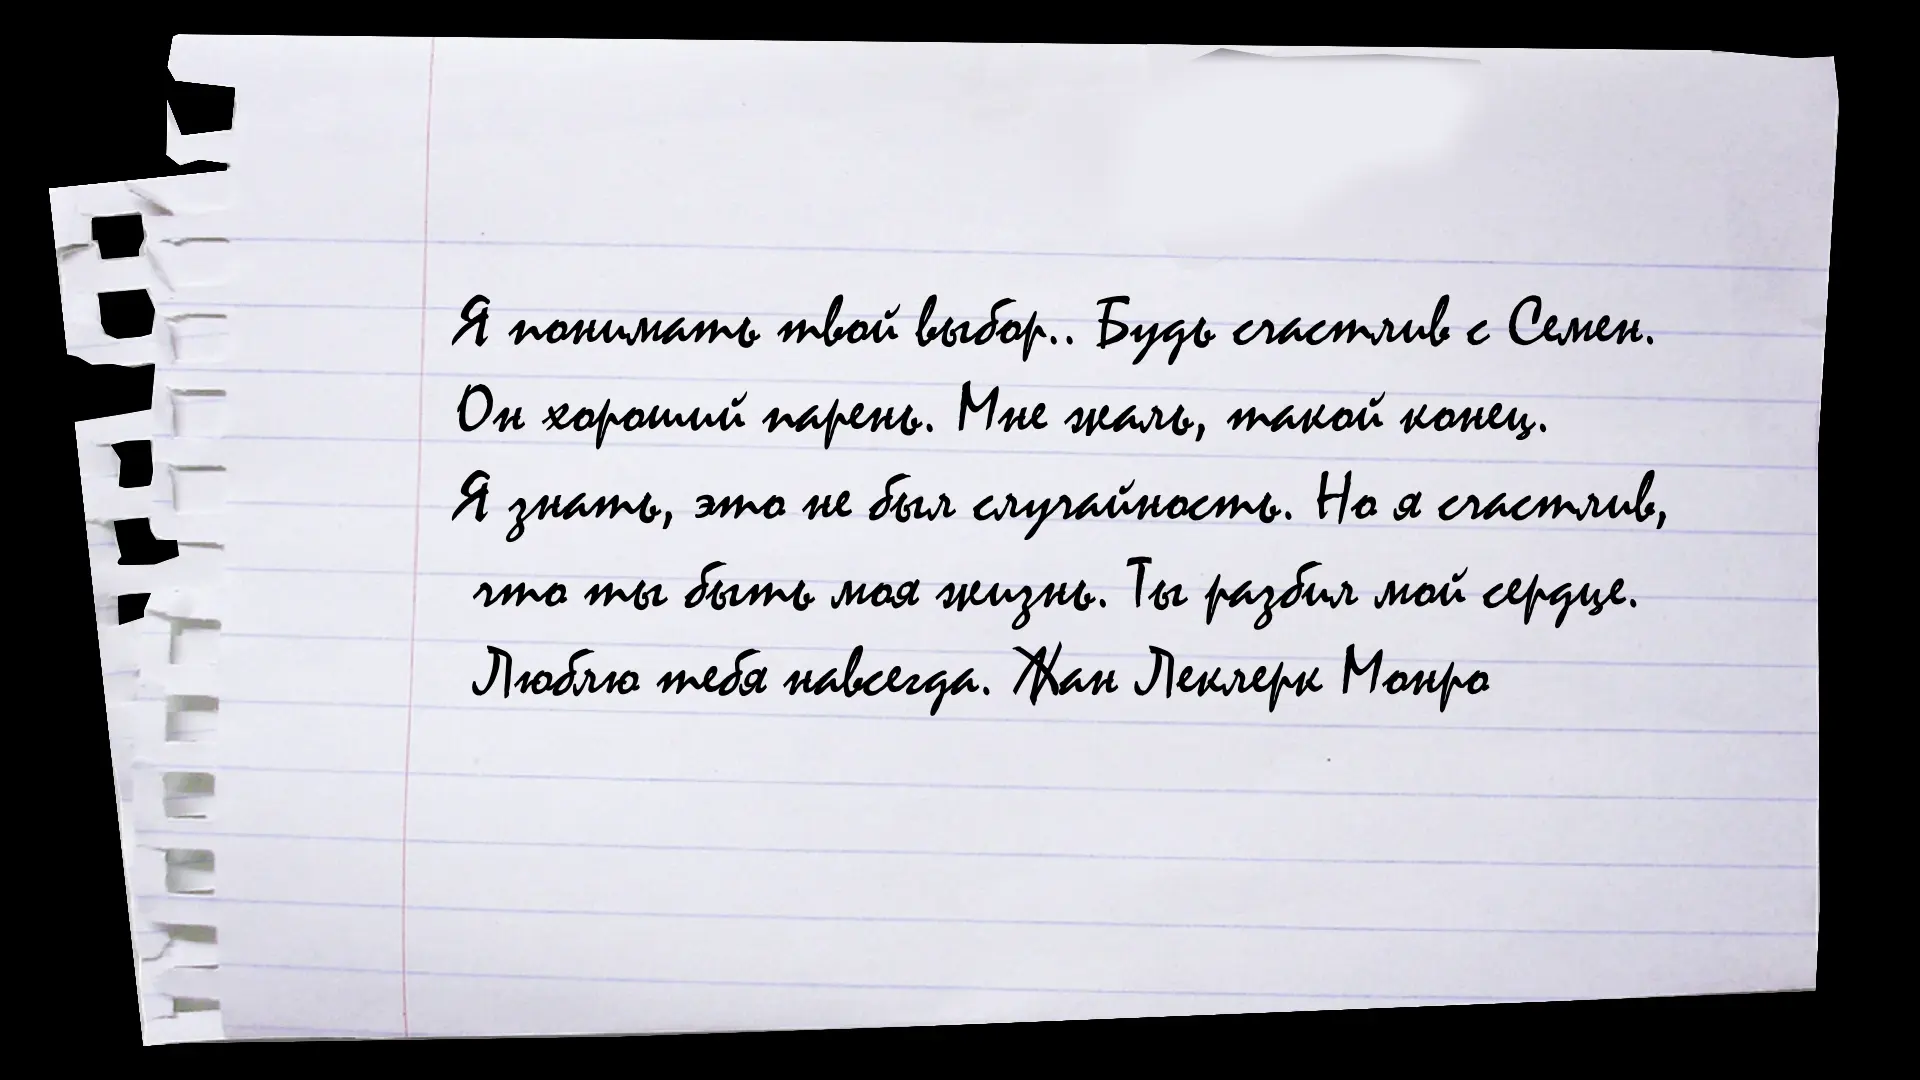 Я понимать твой выбор.. Будь счастлив с Семен.
Он хороший парень. Мне жаль, такой конец.
Я знать, это не был случайность. Но я счастлив,
что ты быть моя жизнь. Ты разбил мой сердце.
Люблю тебя навсегда. Жан Леклерк Монро